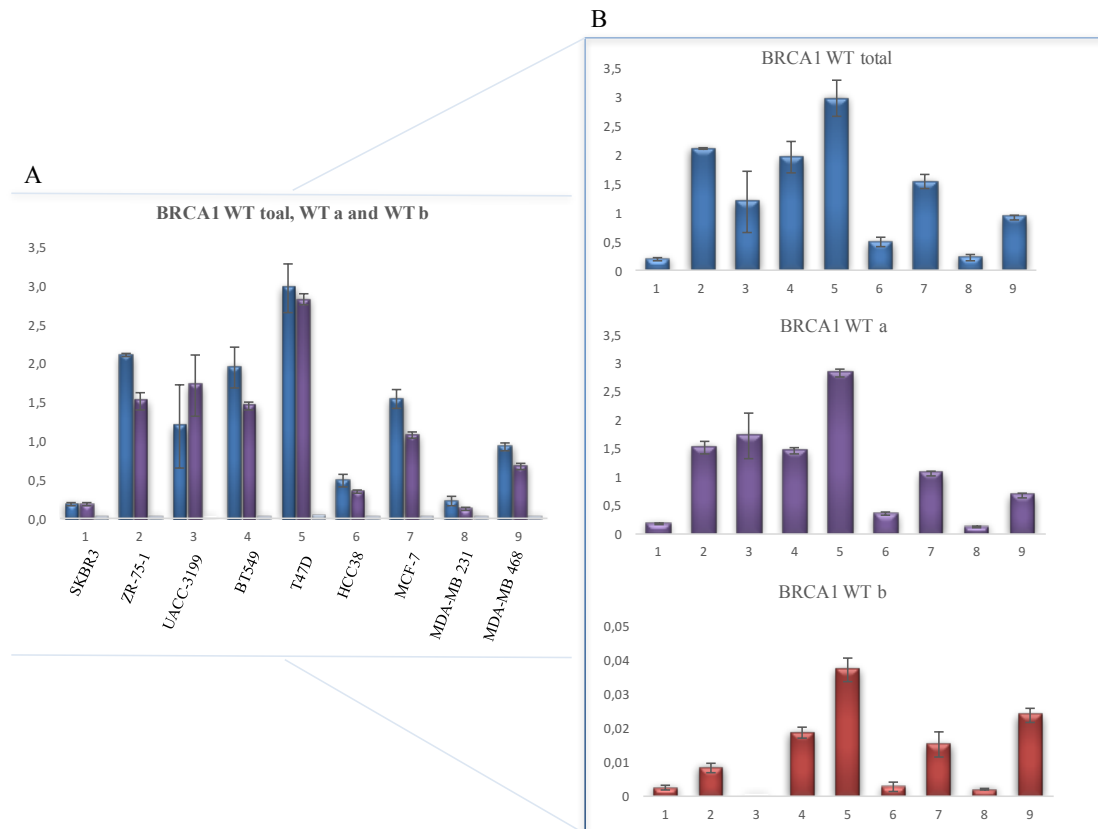 B
BRCA1 WT total
3,5
3
2,5
2
1,5
1
0,5
0
1 2 3 4 5 6 7 8 9
A
BRCA1 WT toal, WT a and WT b
3,5
3,0
2,5
2,0
1,5
1,0
0,5
0,0
1 2 3 4 5 6 7 8 9
SKBR3 ZR-75-1 UACC-3199 BT549 T47D HCC38 MCF-7 MDA-MB 231 MDA-MB 468
BRCA1 WT a
3,5
3
2,5
2
1,5
1
0,5
0
1 2 3 4 5 6 7 8 9
BRCA1 WT b
0,05
0,04
0,03
0,02
0,01
0
1 2 3 4 5 6 7 8 9